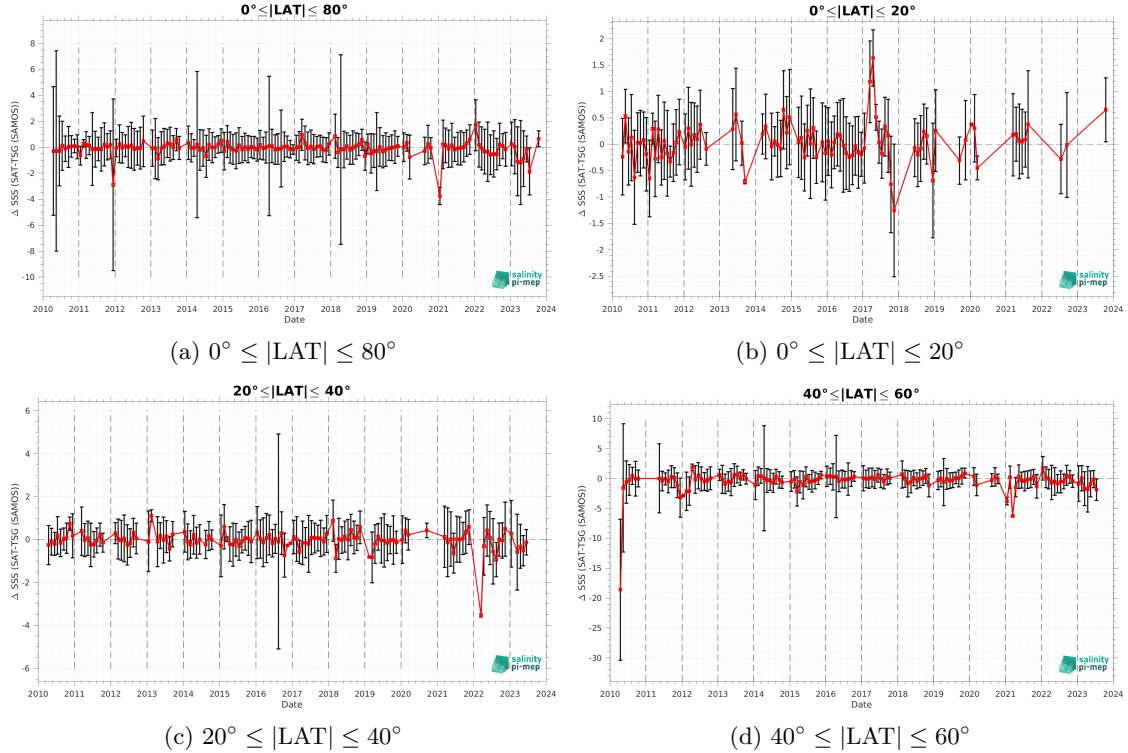 0°≤|LAT|≤ 80°
8
6
4
2
0
-2
-4
-6
-8
-10
Δ SSS (SAT-TSG (SAMOS))
2010 2011 2012 2013 2014 2015 2016 2017 2018 2019 2020 2021 2022 2023 2024
Date
salinity
pi-mep
(a) 0° ≤ |LAT| ≤ 80°
0°≤|LAT|≤ 20°
2
1.5
1
0.5
0
-0.5
-1
-1.5
-2
-2.5
Δ SSS (SAT-TSG (SAMOS))
2010 2011 2012 2013 2014 2015 2016 2017 2018 2019 2020 2021 2022 2023 2024
Date
salinity
pi-mep
(b) 0° ≤ |LAT| ≤ 20°
20°≤|LAT|≤ 40°
6
4
2
0
-2
-4
-6
Δ SSS (SAT-TSG (SAMOS))
2010 2011 2012 2013 2014 2015 2016 2017 2018 2019 2020 2021 2022 2023 2024
Date
salinity
pi-mep
(c) 20° ≤ |LAT| ≤ 40°
40°≤|LAT|≤ 60°
10
5
0
-5
-10
-15
-20
-25
-30
Δ SSS (SAT-TSG (SAMOS))
2010 2011 2012 2013 2014 2015 2016 2017 2018 2019 2020 2021 2022 2023 2024
Date
salinity
pi-mep
(d) 40° ≤ |LAT| ≤ 60°